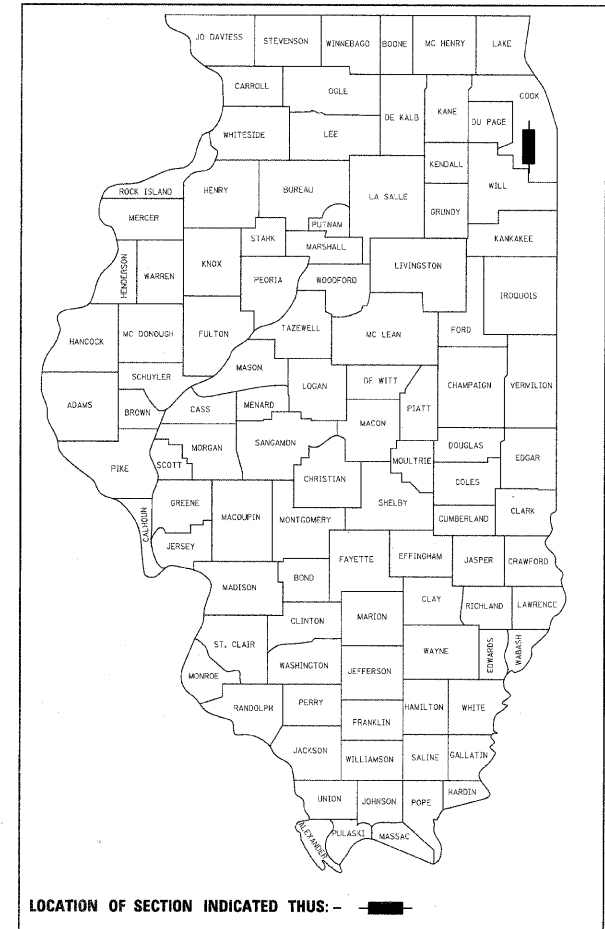 JO DAVIESS
STEVENSON
WINNEBAGO
BOONE
MC HENRY
LAKE
CARROLL
OGLE
COOK
DE KALB
KANE
DU PAGE
WHITESIDE
LEE
KENDALL
WILL
ROCK ISLAND
HENRY
BUREAU
LA SALLE
GRUNDY
MERCER
PUTNAM
STARK
MARSHALL
KANKAKEE
HENDERSON
WARREN
KNOX
PEORIA
WOODFORD
LIVINGSTON
IROQUOIS
HANCOCK
MC DONOUGH
FULTON
TAZEWELL
MC LEAN
FORD
SCHUYLER
MASON
LOGAN
DE WITT
CHAMPAIGN
VERMILION
ADAMS
BROWN
CASS
MENARD
MACON
PIATT
PIKE
SCOTT
MORGAN
SANGAMON
CHRISTIAN
MOULTRIE
DOUGLAS
EDGAR
COLES
CALHOUN
GREENE
MACOUPIN
MONTGOMERY
SHELBY
CUMBERLAND
CLARK
JERSEY
FAYETTE
EFFINGHAM
JASPER
CRAWFORD
MADISON
BOND
CLAY
RICHLAND
LAWRENCE
CLINTON
MARION
ST. CLAIR
WAYNE
EDWARDS
WABASH
WASHINGTON
JEFFERSON
MONROE
RANDOLPH
PERRY
HAMILTON
WHITE
FRANKLIN
JACKSON
WILLIAMSON
SALINE
GALLATIN
UNION
JOHNSON
POPE
HARDIN
ALEXANDER
PULASKI
MASSAC
LOCATION OF SECTION INDICATED THUS: -